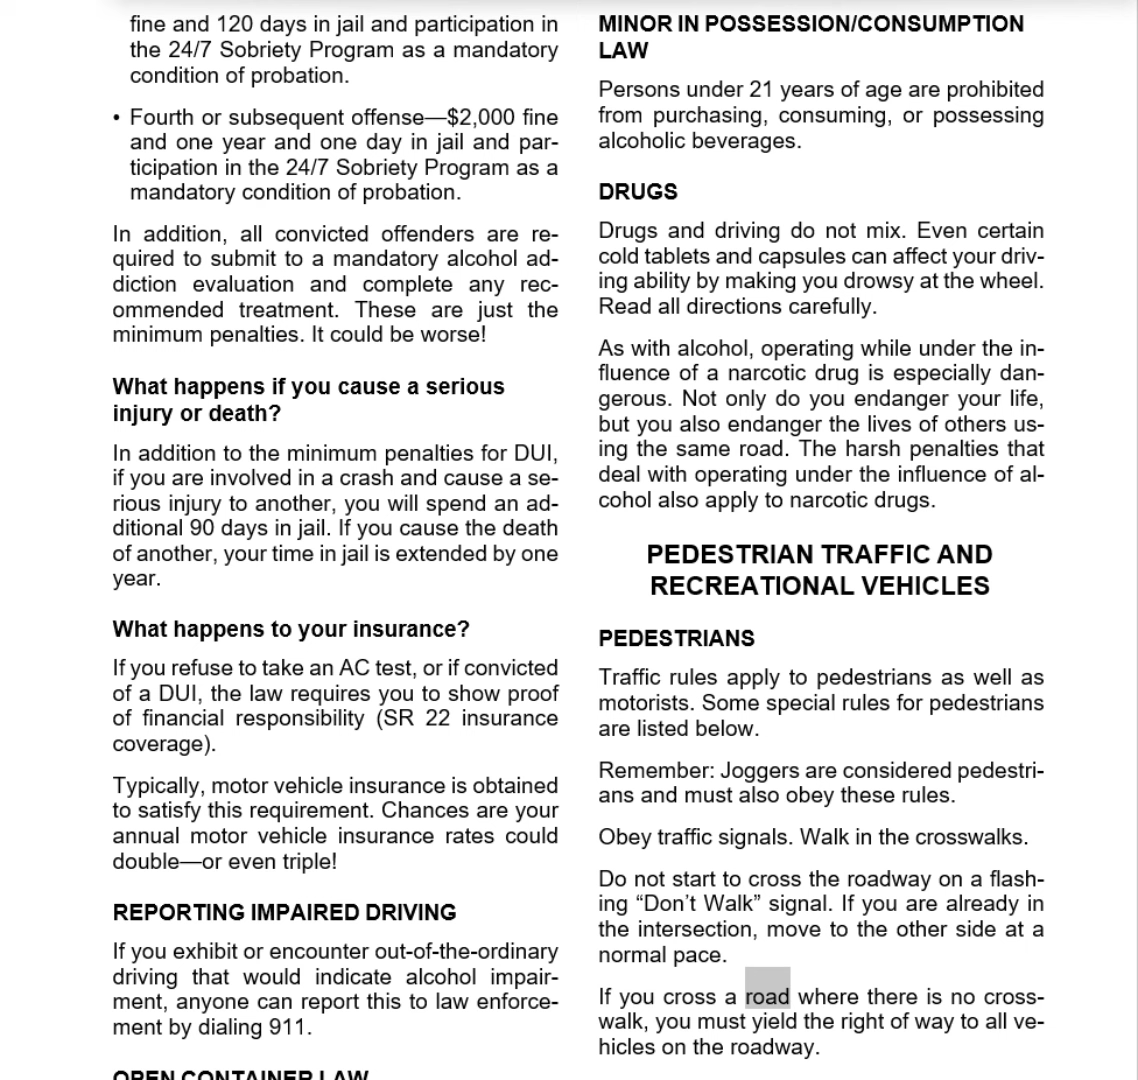 fine and 120 days in jail and participation in
the 24/7 Sobriety Program as a mandatory
condition of probation.
• Fourth or subsequent offense—$2,000 fine
and one year and one day in jail and par-
ticipation in the 24/7 Sobriety Program as a
mandatory condition of probation.
In addition, all convicted offenders are re-
quired to submit to a mandatory alcohol ad-
diction evaluation and complete any rec-
ommended treatment. These are just the
minimum penalties. It could be worse!
What happens if you cause a serious
injury or death?
In addition to the minimum penalties for DUI,
if you are involved in a crash and cause a se-
rious injury to another, you will spend an ad-
ditional 90 days in jail. If you cause the death
of another, your time in jail is extended by one
year.
What happens to your insurance?
If you refuse to take an AC test, or if convicted
of a DUI, the law requires you to show proof
of financial responsibility (SR 22 insurance
coverage).
Typically, motor vehicle insurance is obtained
to satisfy this requirement. Chances are your
annual motor vehicle insurance rates could
double—or even triple!
REPORTING IMPAIRED DRIVING
If you exhibit or encounter out-of-the-ordinary
driving that would indicate alcohol impair-
ment, anyone can report this to law enforce-
ment by dialing 911.
OPEN CONTAINER LAW
MINOR IN POSSESSION/CONSUMPTION
LAW
Persons under 21 years of age are prohibited
from purchasing, consuming, or possessing
alcoholic beverages.
DRUGS
Drugs and driving do not mix. Even certain
cold tablets and capsules can affect your driv-
ing ability by making you drowsy at the wheel.
Read all directions carefully.
As with alcohol, operating while under the in-
fluence of a narcotic drug is especially dan-
gerous. Not only do you endanger your life,
but you also endanger the lives of others us-
ing the same road. The harsh penalties that
deal with operating under the influence of al-
cohol also apply to narcotic drugs.
PEDESTRIAN TRAFFIC AND
RECREATIONAL VEHICLES
PEDESTRIANS
Traffic rules apply to pedestrians as well as
motorists. Some special rules for pedestrians
are listed below.
Remember: Joggers are considered pedestri-
ans and must also obey these rules.
Obey traffic signals. Walk in the crosswalks.
Do not start to cross the roadway on a flash-
ing “Don’t Walk” signal. If you are already in
the intersection, move to the other side at a
normal pace.
If you cross a road where there is no cross-
walk, you must yield the right of way to all ve-
hicles on the roadway.